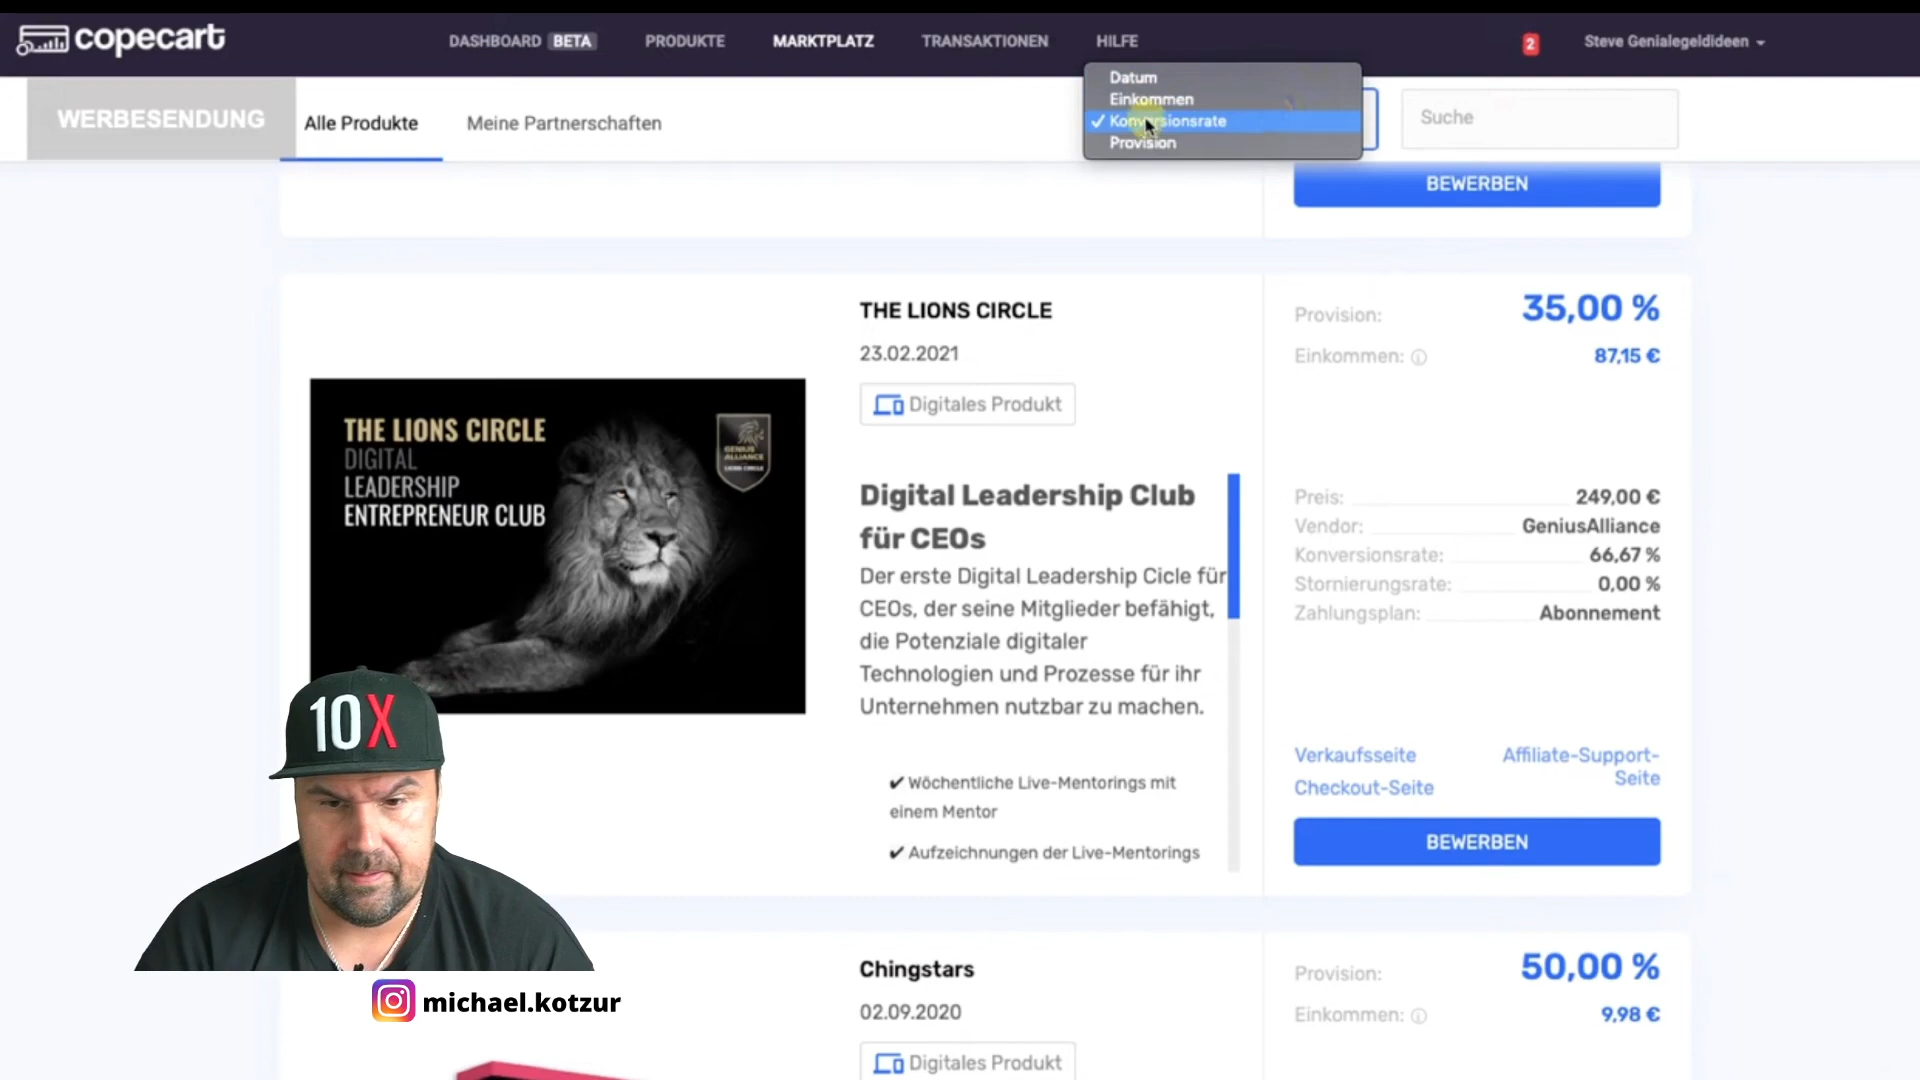 copecart
DASHBOARD BETA PRODUKTE MARKTPLATZ TRANSAKTIONEN HILFE 2 Steve Genialegeldideen
WERBESENDUNG
Alle Produkte Meine Partnerschaften
Datum
Einkommen
✓ Konversionsrate
Provision
Suche
BEWERBEN
THE LIONS CIRCLE
23.02.2021
Digitales Produkt
THE LIONS CIRCLE
DIGITAL
LEADERSHIP
ENTREPRENEUR CLUB
GENIUS
ALLIANCE
LIONS CIRCLE
Digital Leadership Club
für CEOs
Der erste Digital Leadership Cicle für
CEOs, der seine Mitglieder befähigt,
die Potenziale digitaler
Technologien und Prozesse für ihr
Unternehmen nutzbar zu machen.
✔ Wöchentliche Live-Mentorings mit
einem Mentor
✔ Aufzeichnungen der Live-Mentorings
Provision: 35,00 %
Einkommen: 87,15 €
Preis: 249,00 €
Vendor: GeniusAlliance
Konversionsrate: 66,67 %
Stornierungsrate: 0,00 %
Zahlungsplan: Abonnement
Verkaufsseite Affiliate-Support-
Seite
Checkout-Seite
BEWERBEN
10X
michael.kotzur
Chingstars
02.09.2020
Digitales Produkt
Provision: 50,00 %
Einkommen: 9,98 €